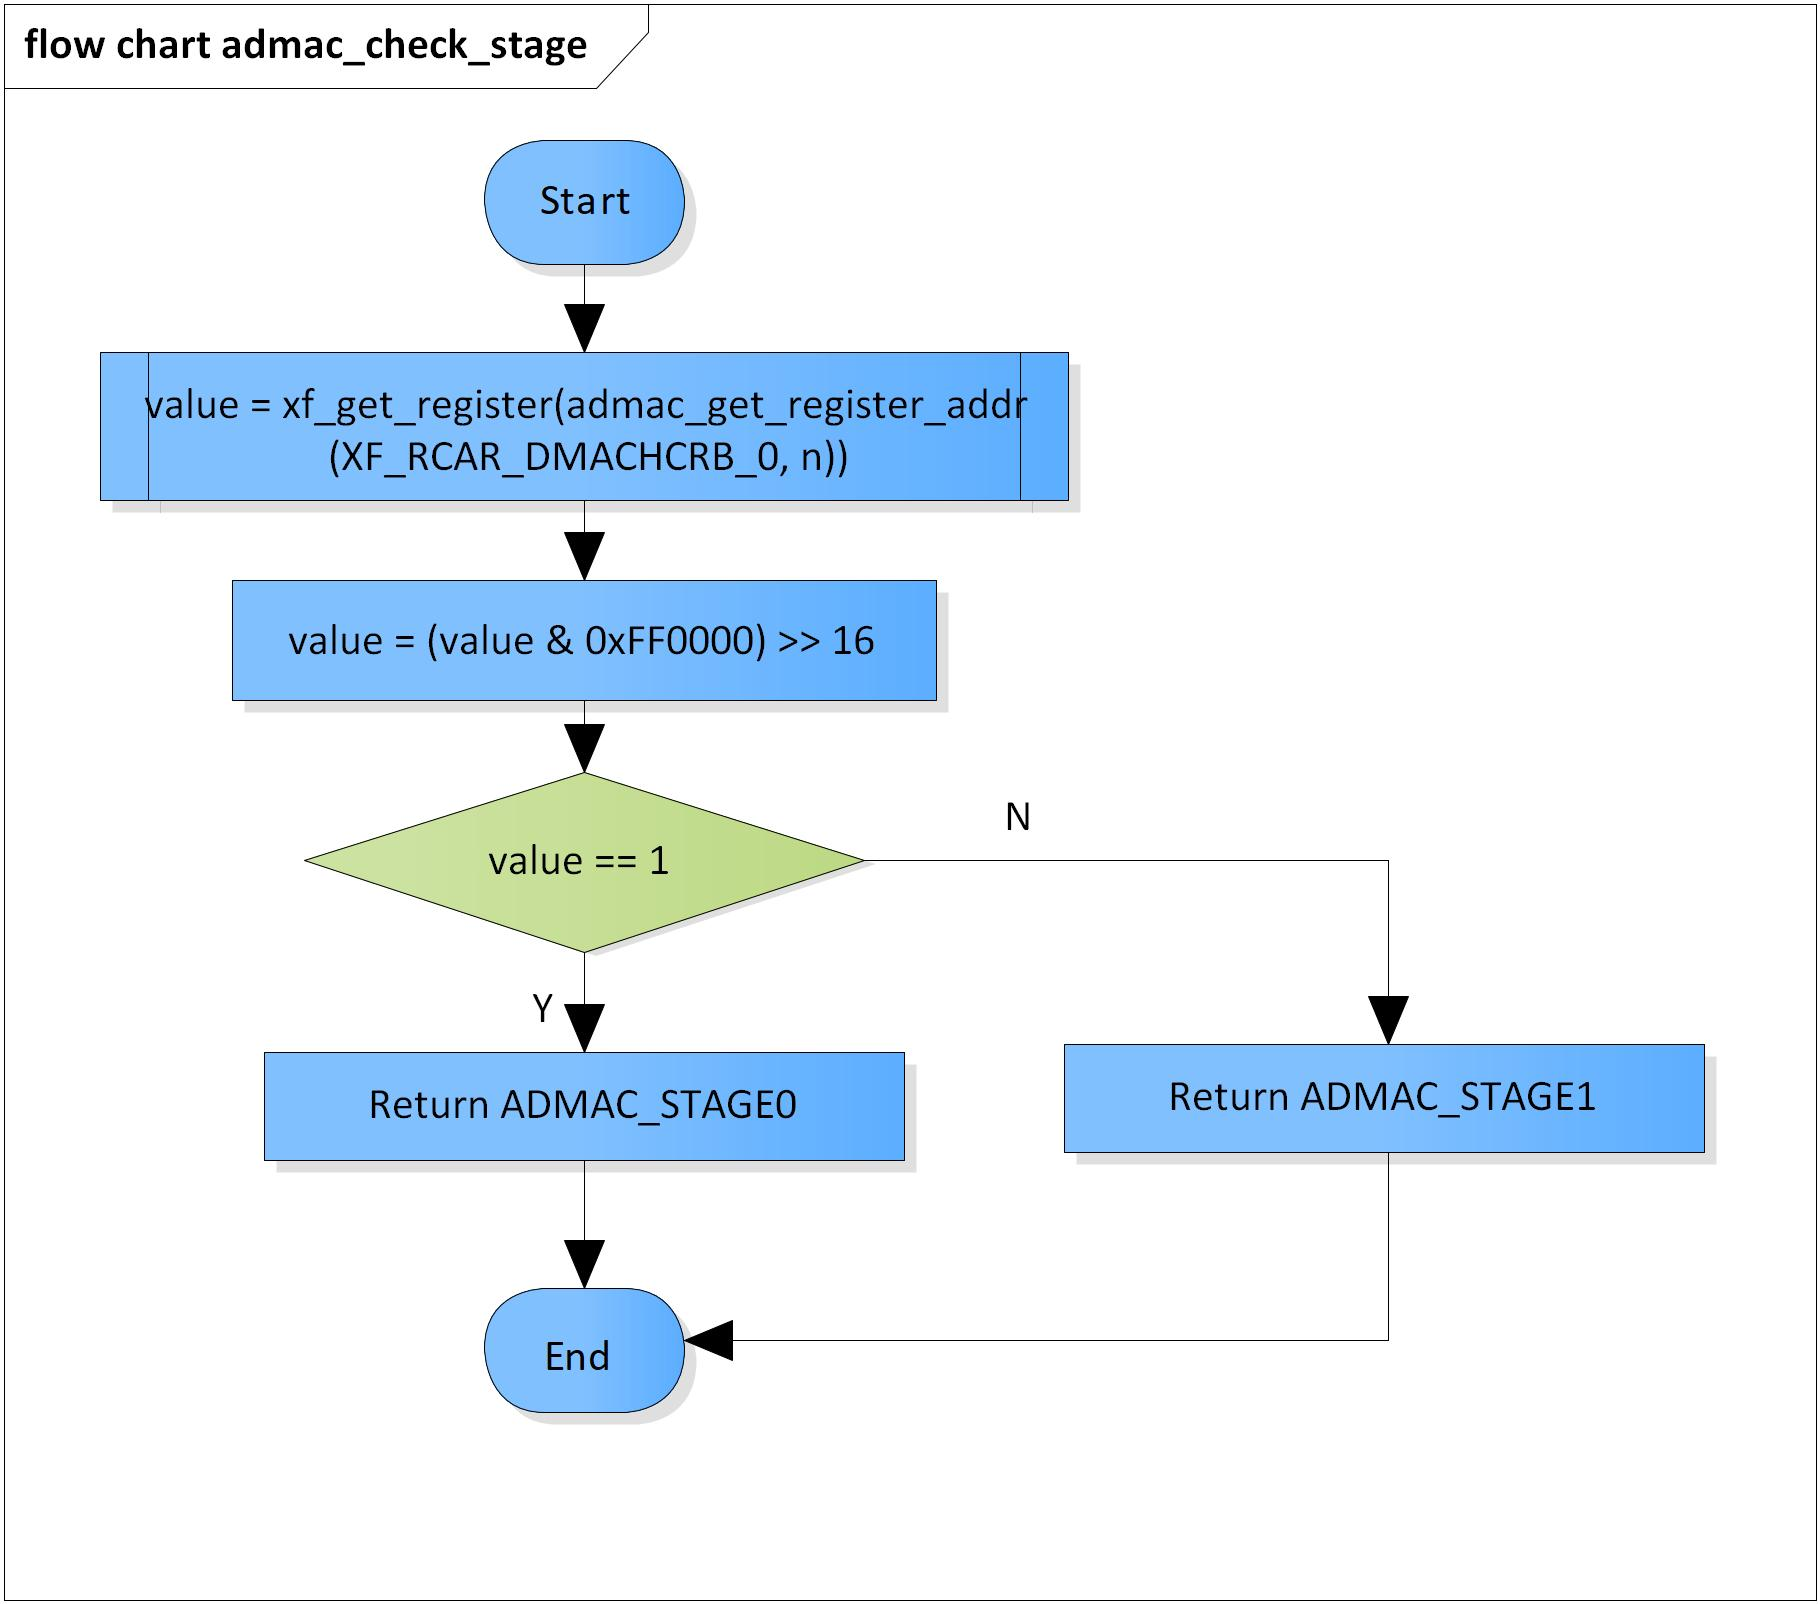 flow chart admac_check_stage
Start
value = xf_get_register(admac_get_register_addr
(XF_RCAR_DMACHCRB_0, n))
value = (value & 0xFF0000) >> 16
value == 1
N
Y
Return ADMAC_STAGE0
Return ADMAC_STAGE1
End